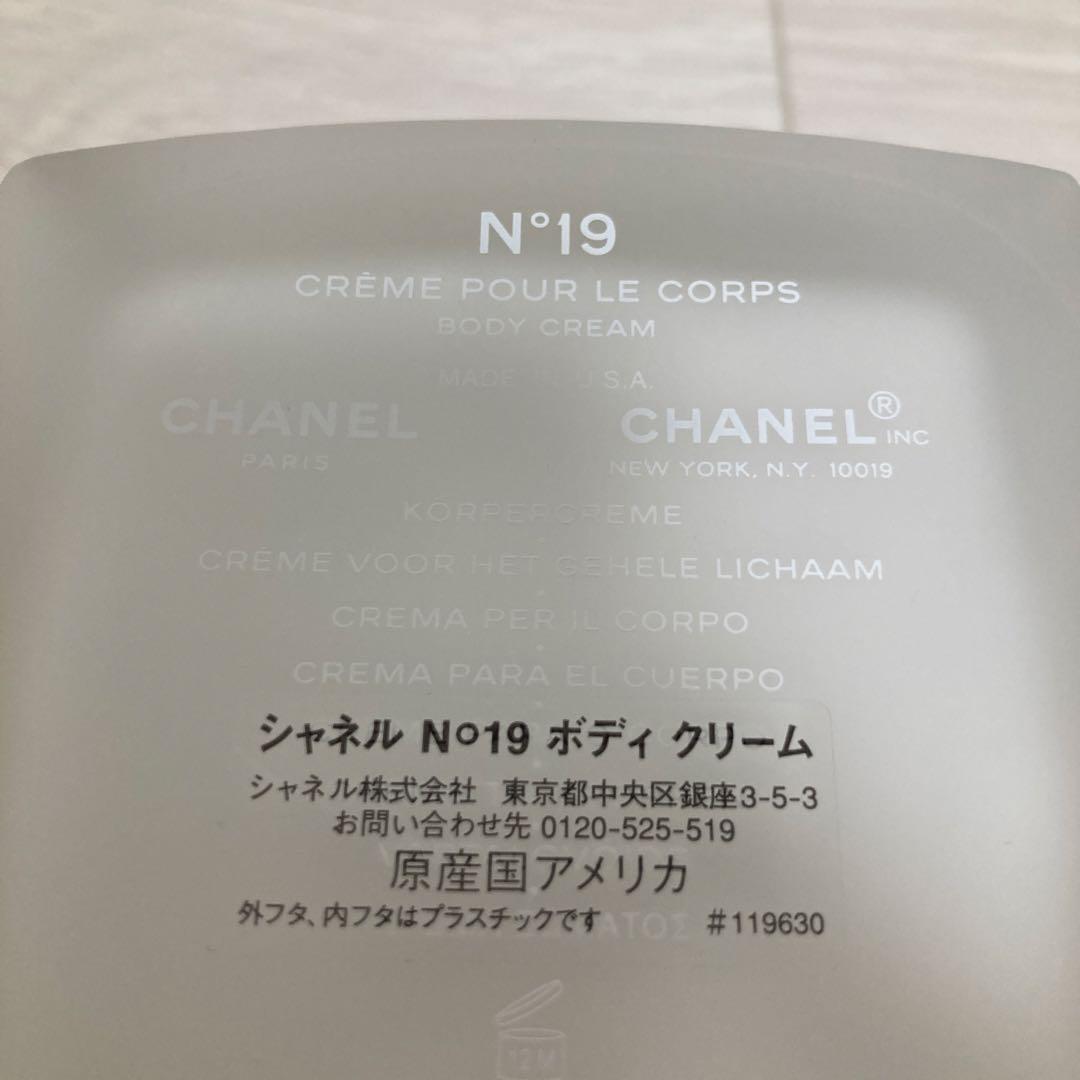 N°19
CRÈME POUR LE CORPS
BODY CREAM
MADE U.S.A.
CHANEL CHANEL® INC
PARIS NEW YORK, N.Y. 10019
KÖRPERCREME
CRÈME VOOR HET GEHELE LICHAAM
CREMA PER IL CORPO
CREMA PARA EL CUERPO
シャネル No19 ボディ クリーム
シャネル株式会社 東京都中央区銀座3-5-3
お問い合わせ先 0120-525-519
原産国アメリカ
外フタ、内フタはプラスチックです #119630
12M